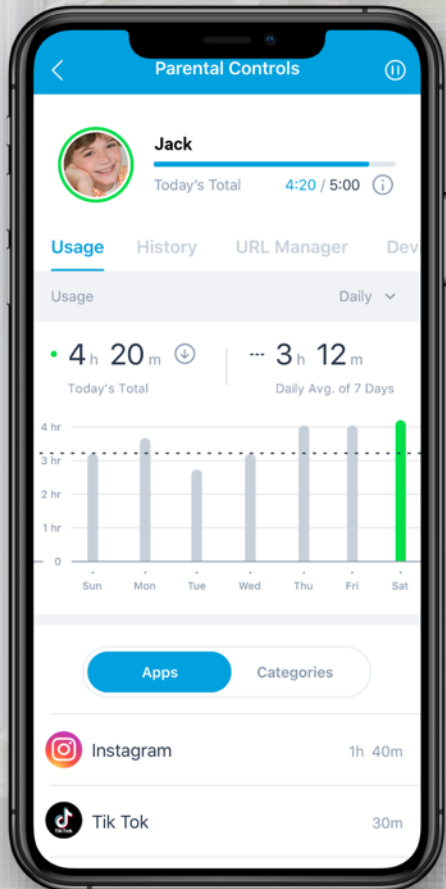 Parental Controls
Jack
Today's Total 4:20 / 5:00
Usage History URL Manager Dev
Usage Daily
4 h 20 m 3 h 12 m
Today's Total Daily Avg. of 7 Days
4 hr
3 hr
2 hr
1 hr
0
Sun Mon Tue Wed Thu Fri Sat
Apps Categories
Instagram 1h 40m
TikTok
Tik Tok 30m